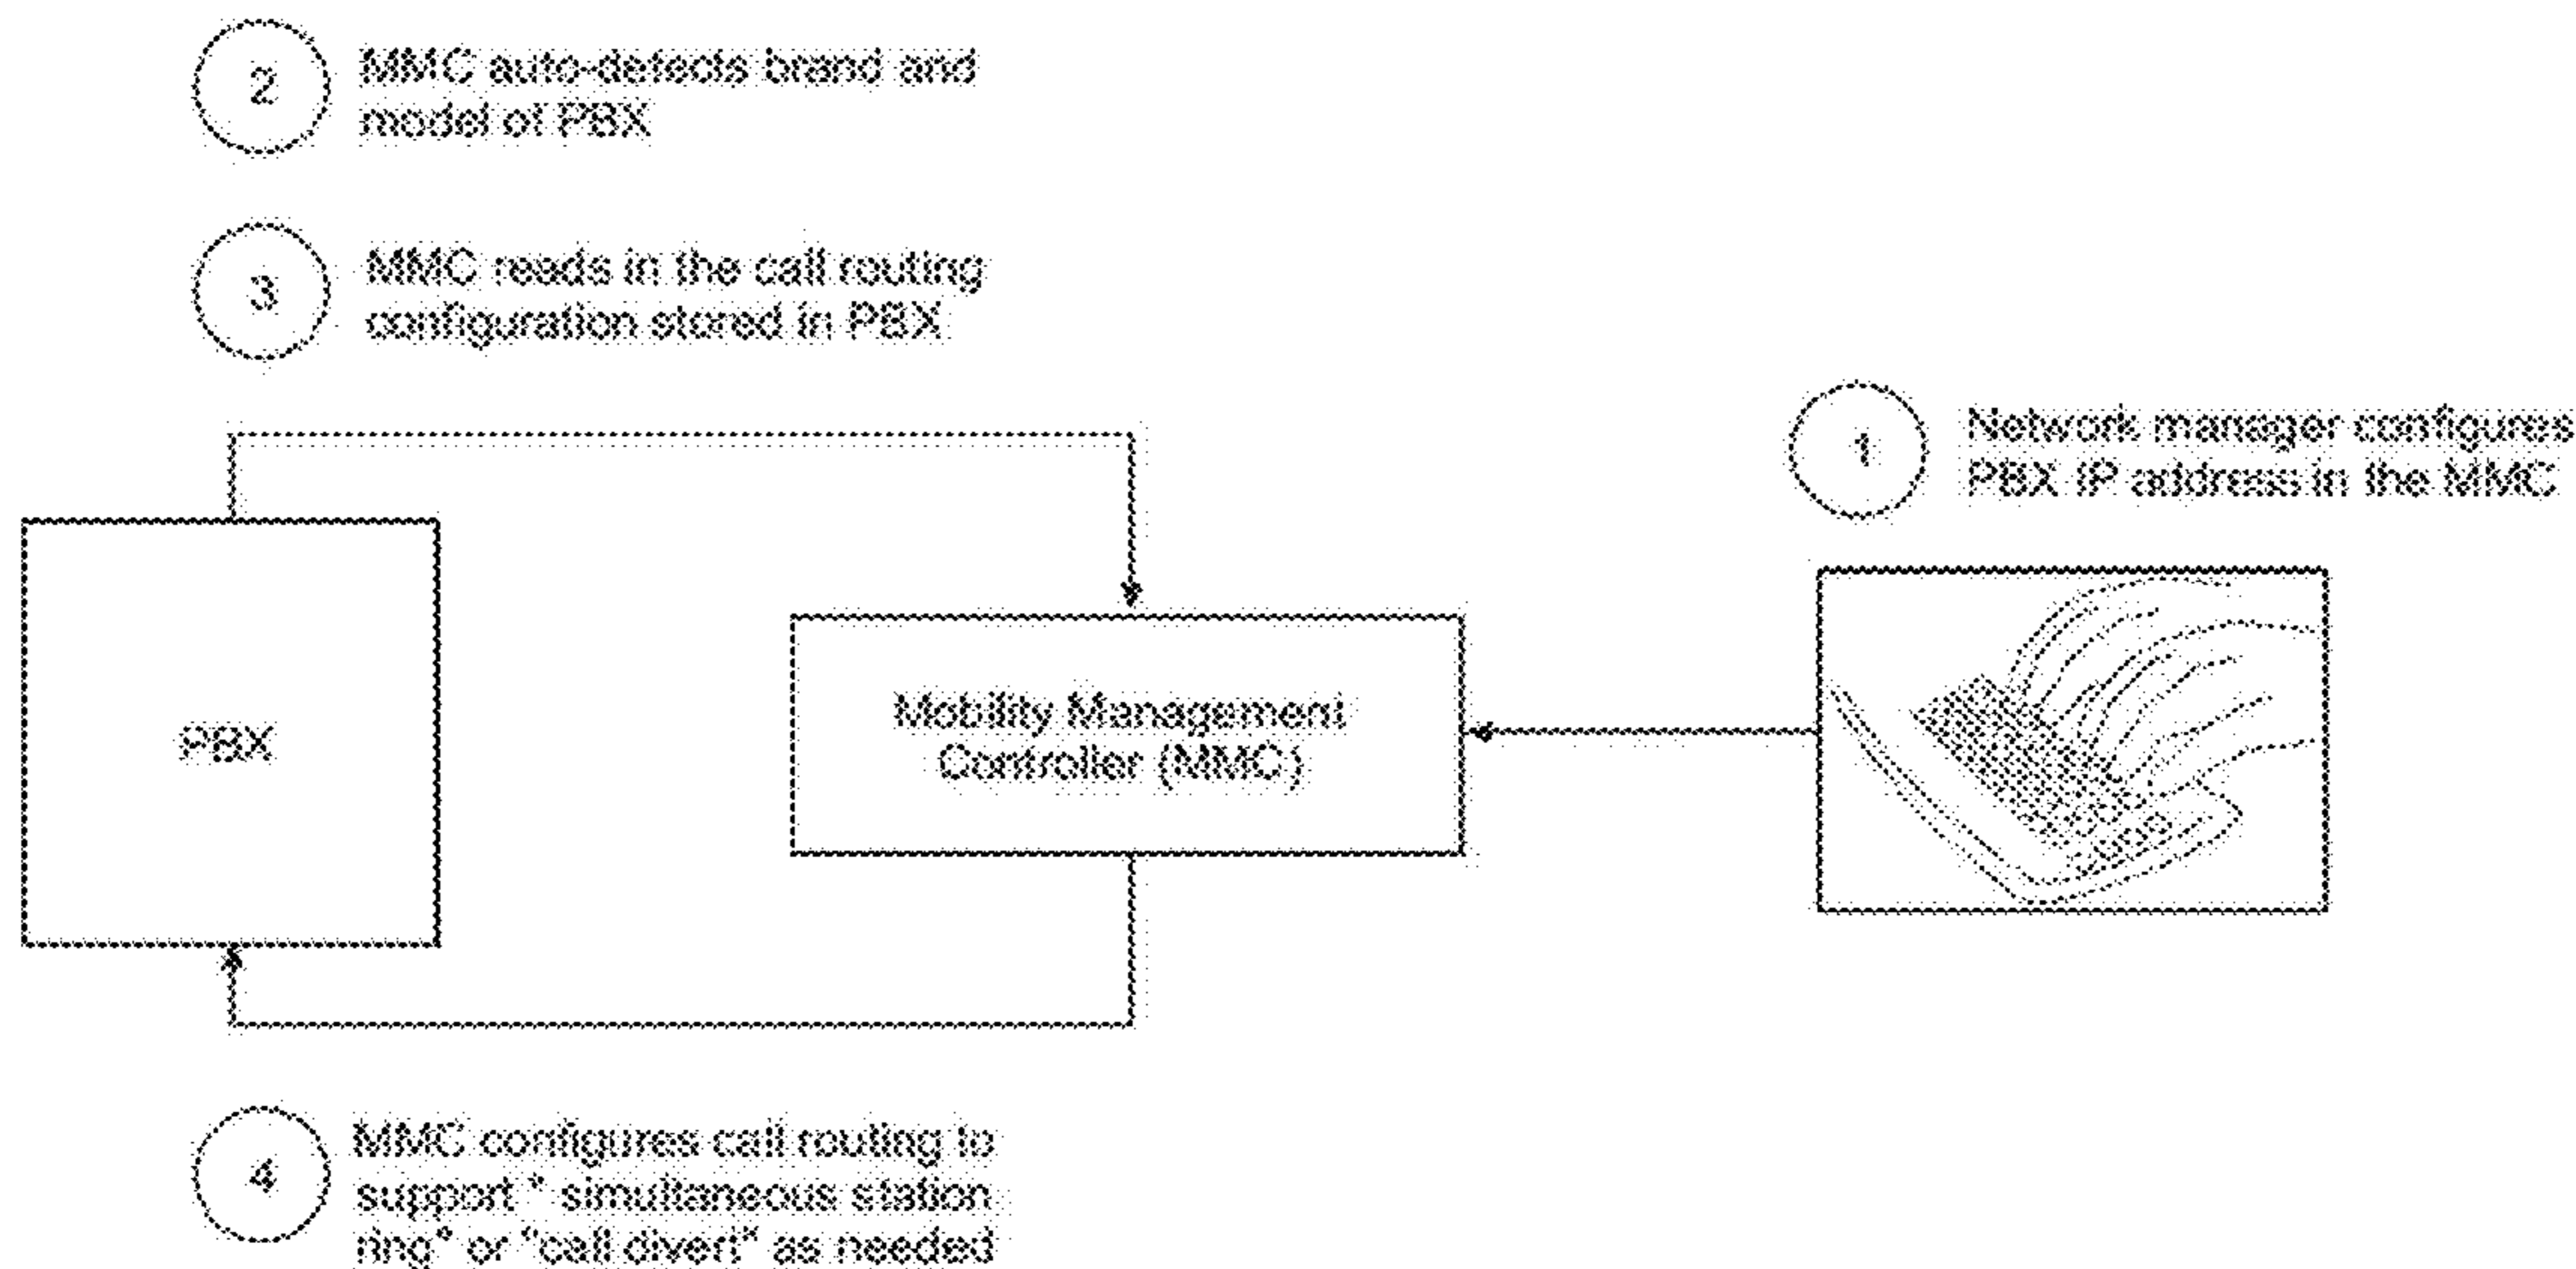 2
MMC auto-detects brand and
model of PBX
3
MMC reads in the call routing
configuration stored in PBX
1
Network manager configures
PBX IP address in the MMC
PBX
Mobility Management
Controller (MMC)
4
MMC configures call routing to
support " simultaneous station
ring" or "call divert" as needed